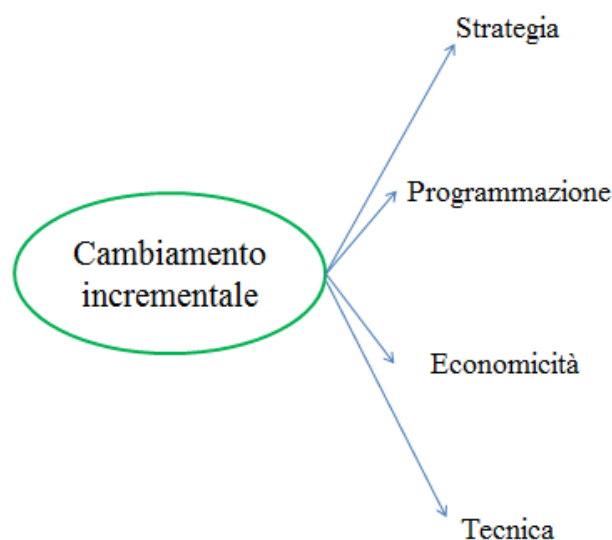 Strategia
Programmazione
Cambiamento
incrementale
Economicità
Tecnica